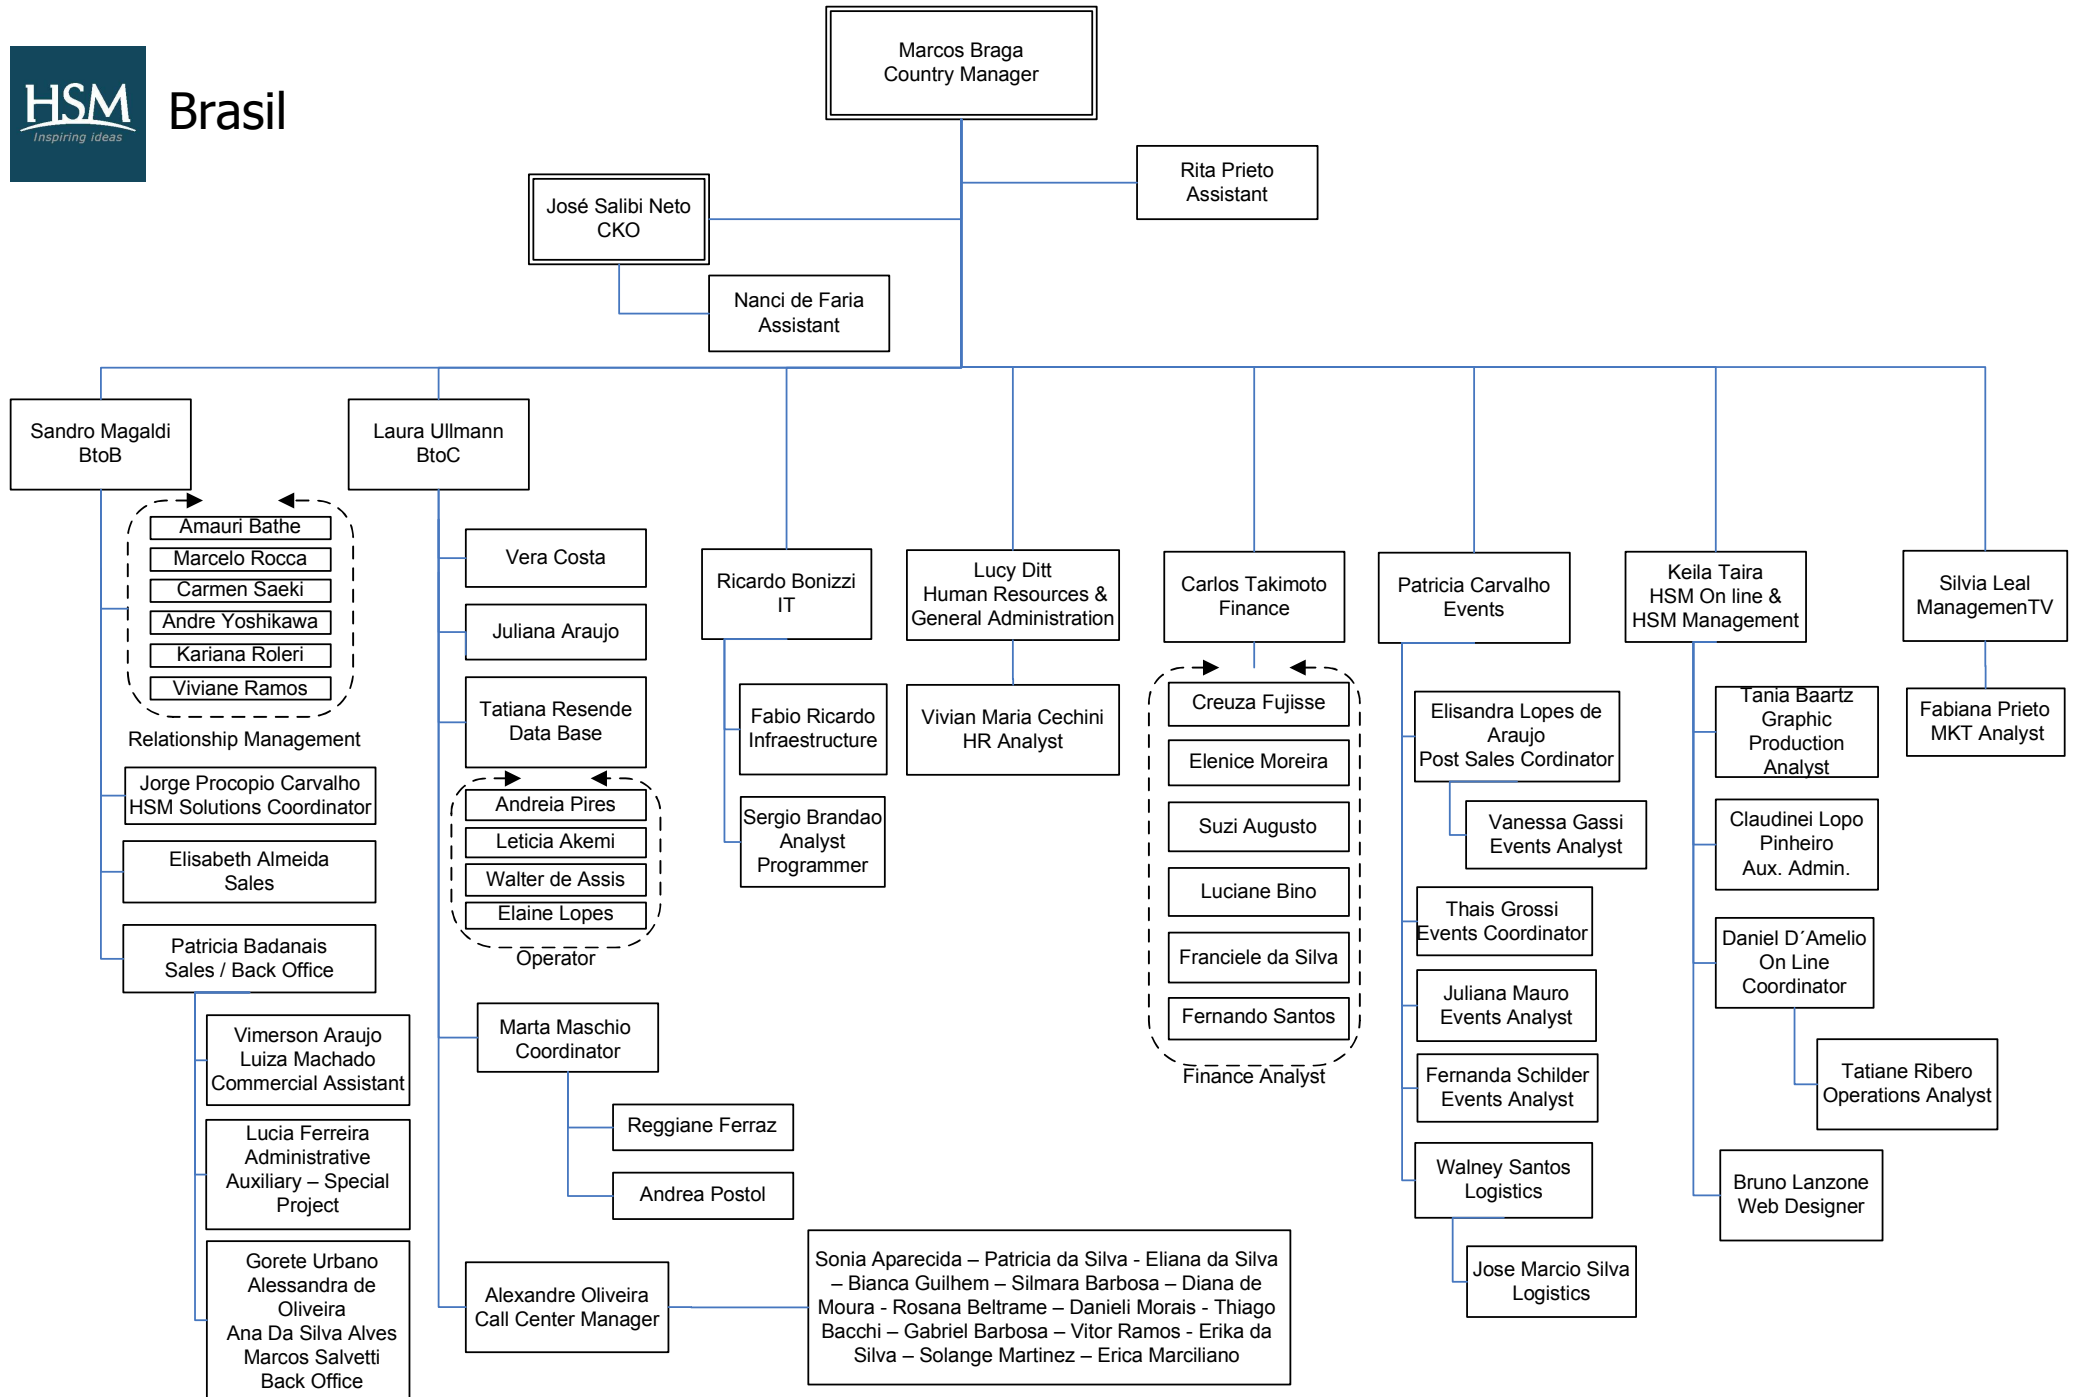 HSM
Inspiring ideas
Brasil
Marcos Braga
Country Manager
Rita Prieto
Assistant
José Salibi Neto
CKO
Nanci de Faria
Assistant
Sandro Magaldi
BtoB
Amauri Bathe
Marcelo Rocca
Carmen Saeki
Andre Yoshikawa
Kariana Roleri
Viviane Ramos
Relationship Management
Jorge Procopio Carvalho
HSM Solutions Coordinator
Elisabeth Almeida
Sales
Patricia Badanais
Sales / Back Office
Vimerson Araujo
Luiza Machado
Commercial Assistant
Lucia Ferreira
Administrative
Auxiliary – Special
Project
Gorete Urbano
Alessandra de
Oliveira
Ana Da Silva Alves
Marcos Salvetti
Back Office
Laura Ullmann
BtoC
Vera Costa
Juliana Araujo
Tatiana Resende
Data Base
Andreia Pires
Leticia Akemi
Walter de Assis
Elaine Lopes
Operator
Marta Maschio
Coordinator
Reggiane Ferraz
Andrea Postol
Alexandre Oliveira
Call Center Manager
Sonia Aparecida – Patricia da Silva - Eliana da Silva
– Bianca Guilhem – Silmara Barbosa – Diana de
Moura - Rosana Beltrame – Danieli Morais - Thiago
Bacchi – Gabriel Barbosa – Vitor Ramos - Erika da
Silva – Solange Martinez – Erica Marciliano
Ricardo Bonizzi
IT
Fabio Ricardo
Infraestructure
Sergio Brandao
Analyst
Programmer
Lucy Ditt
Human Resources &
General Administration
Vivian Maria Cechini
HR Analyst
Carlos Takimoto
Finance
Creuza Fujisse
Elenice Moreira
Suzi Augusto
Luciane Bino
Franciele da Silva
Fernando Santos
Finance Analyst
Patricia Carvalho
Events
Elisandra Lopes de
Araujo
Post Sales Cordinator
Vanessa Gassi
Events Analyst
Thais Grossi
Events Coordinator
Juliana Mauro
Events Analyst
Fernanda Schilder
Events Analyst
Walney Santos
Logistics
Jose Marcio Silva
Logistics
Keila Taira
HSM On line &
HSM Management
Tania Baartz
Graphic
Production
Analyst
Claudinei Lopo
Pinheiro
Aux. Admin.
Daniel D´Amelio
On Line
Coordinator
Tatiane Ribero
Operations Analyst
Bruno Lanzone
Web Designer
Silvia Leal
ManagemenTV
Fabiana Prieto
MKT Analyst